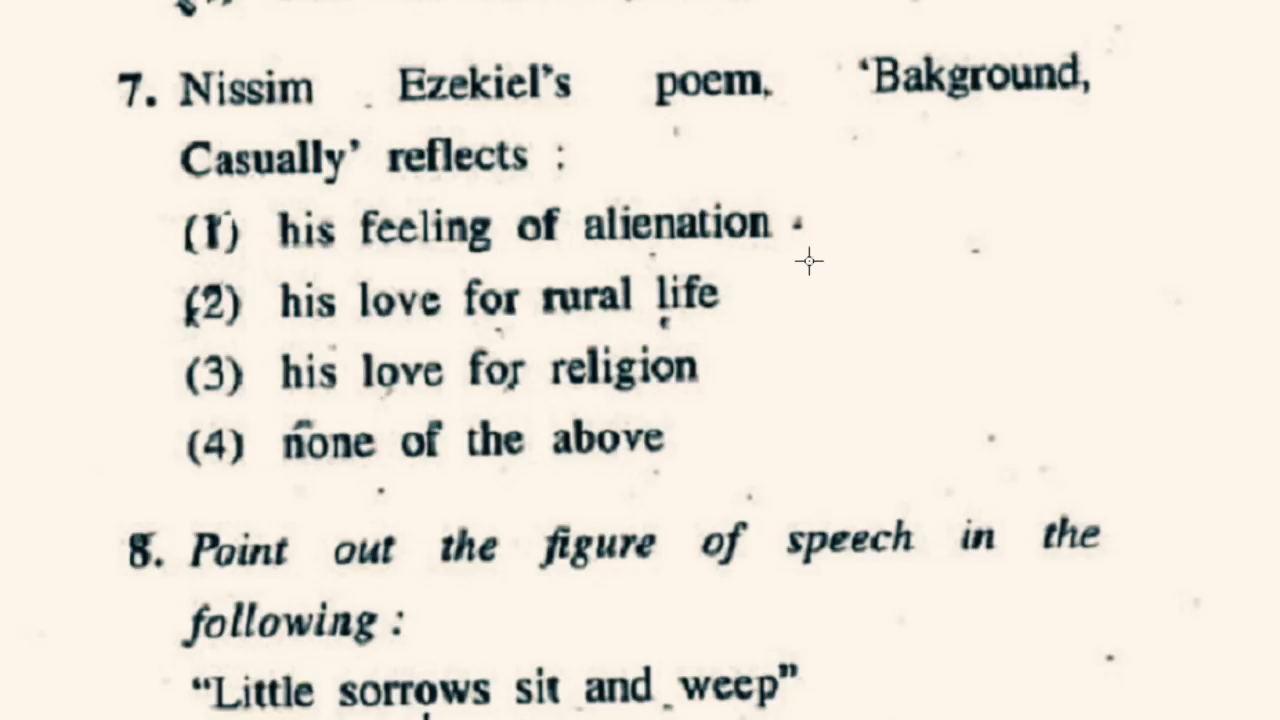 7. Nissim Ezekiel's poem, 'Bakground,
Casually' reflects :
(1) his feeling of alienation
(2) his love for rural life
(3) his love for religion
(4) none of the above
8. Point out the figure of speech in the
following :
"Little sorrows sit and weep"